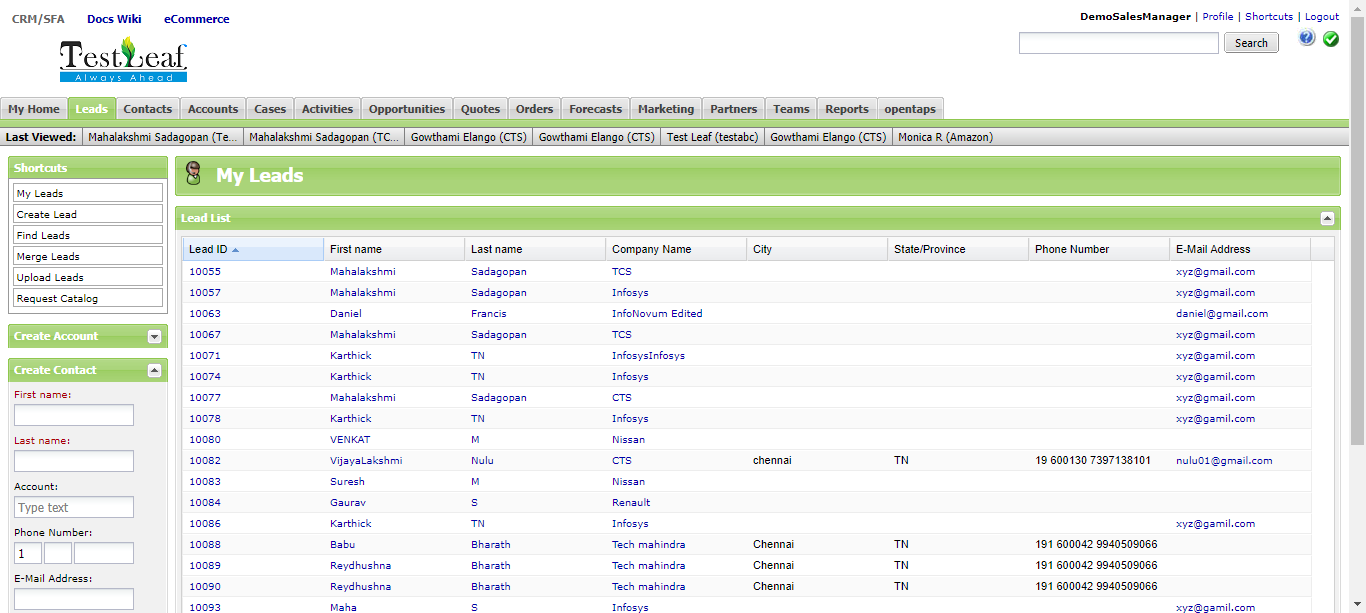 CRM/SFA Docs Wiki eCommerce
DemoSalesManager | Profile | Shortcuts | Logout
TestLeaf
Always Ahead
Search
My Home Leads Contacts Accounts Cases Activities Opportunities Quotes Orders Forecasts Marketing Partners Teams Reports opentaps
Last Viewed: Mahalakshmi Sadagopan (Te... Mahalakshmi Sadagopan (TC... Gowthami Elango (CTS) Gowthami Elango (CTS) Test Leaf (testabc) Gowthami Elango (CTS) Monica R (Amazon)
Shortcuts
My Leads
Create Lead
Find Leads
Merge Leads
Upload Leads
Request Catalog
Create Account
Create Contact
First name:
Last name:
Account:
Type text
Phone Number:
1
E-Mail Address:
My Leads
Lead List
Lead ID First name Last name Company Name City State/Province Phone Number E-Mail Address
10055 Mahalakshmi Sadagopan TCS xyz@gmail.com
10057 Mahalakshmi Sadagopan Infosys xyz@gmail.com
10063 Daniel Francis InfoNovum Edited daniel@gmail.com
10067 Mahalakshmi Sadagopan TCS xyz@gmail.com
10071 Karthick TN InfosysInfosys xyz@gamil.com
10074 Karthick TN Infosys xyz@gamil.com
10077 Mahalakshmi Sadagopan CTS xyz@gmail.com
10078 Karthick TN Infosys xyz@gamil.com
10080 VENKAT M Nissan
10082 VijayaLakshmi Nulu CTS chennai TN 19 600130 7397138101 nulu01@gmail.com
10083 Suresh M Nissan
10084 Gaurav S Renault
10086 Karthick TN Infosys xyz@gamil.com
10088 Babu Bharath Tech mahindra Chennai TN 191 600042 9940509066
10089 Reydhushna Bharath Tech mahindra Chennai TN 191 600042 9940509066
10090 Reydhushna Bharath Tech mahindra Chennai TN 191 600042 9940509066
10093 Maha S Infosys xyz@gmail.com